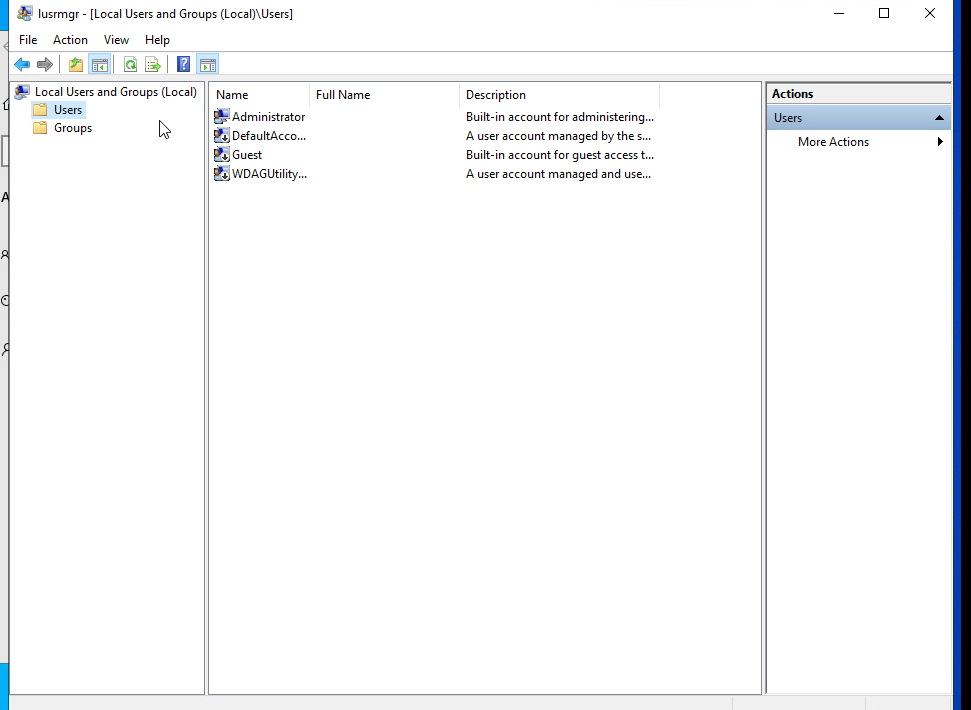 lusrmgr - [Local Users and Groups (Local)\Users]
File Action View Help
Local Users and Groups (Local)
Users
Groups
Name Full Name Description
Administrator Built-in account for administering...
DefaultAcco... A user account managed by the s...
Guest Built-in account for guest access t...
WDAGUtility... A user account managed and use...
Actions
Users
More Actions